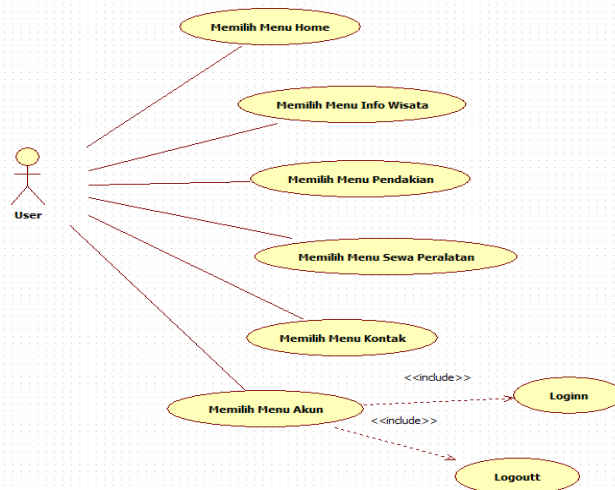 Memilih Menu Home
Memilih Menu Info Wisata
Memilih Menu Pendakian
User
Memilih Menu Sewa Peralatan
Memilih Menu Kontak
<<include>>
Loginn
Memilih Menu Akun
<<include>>
Logoutt